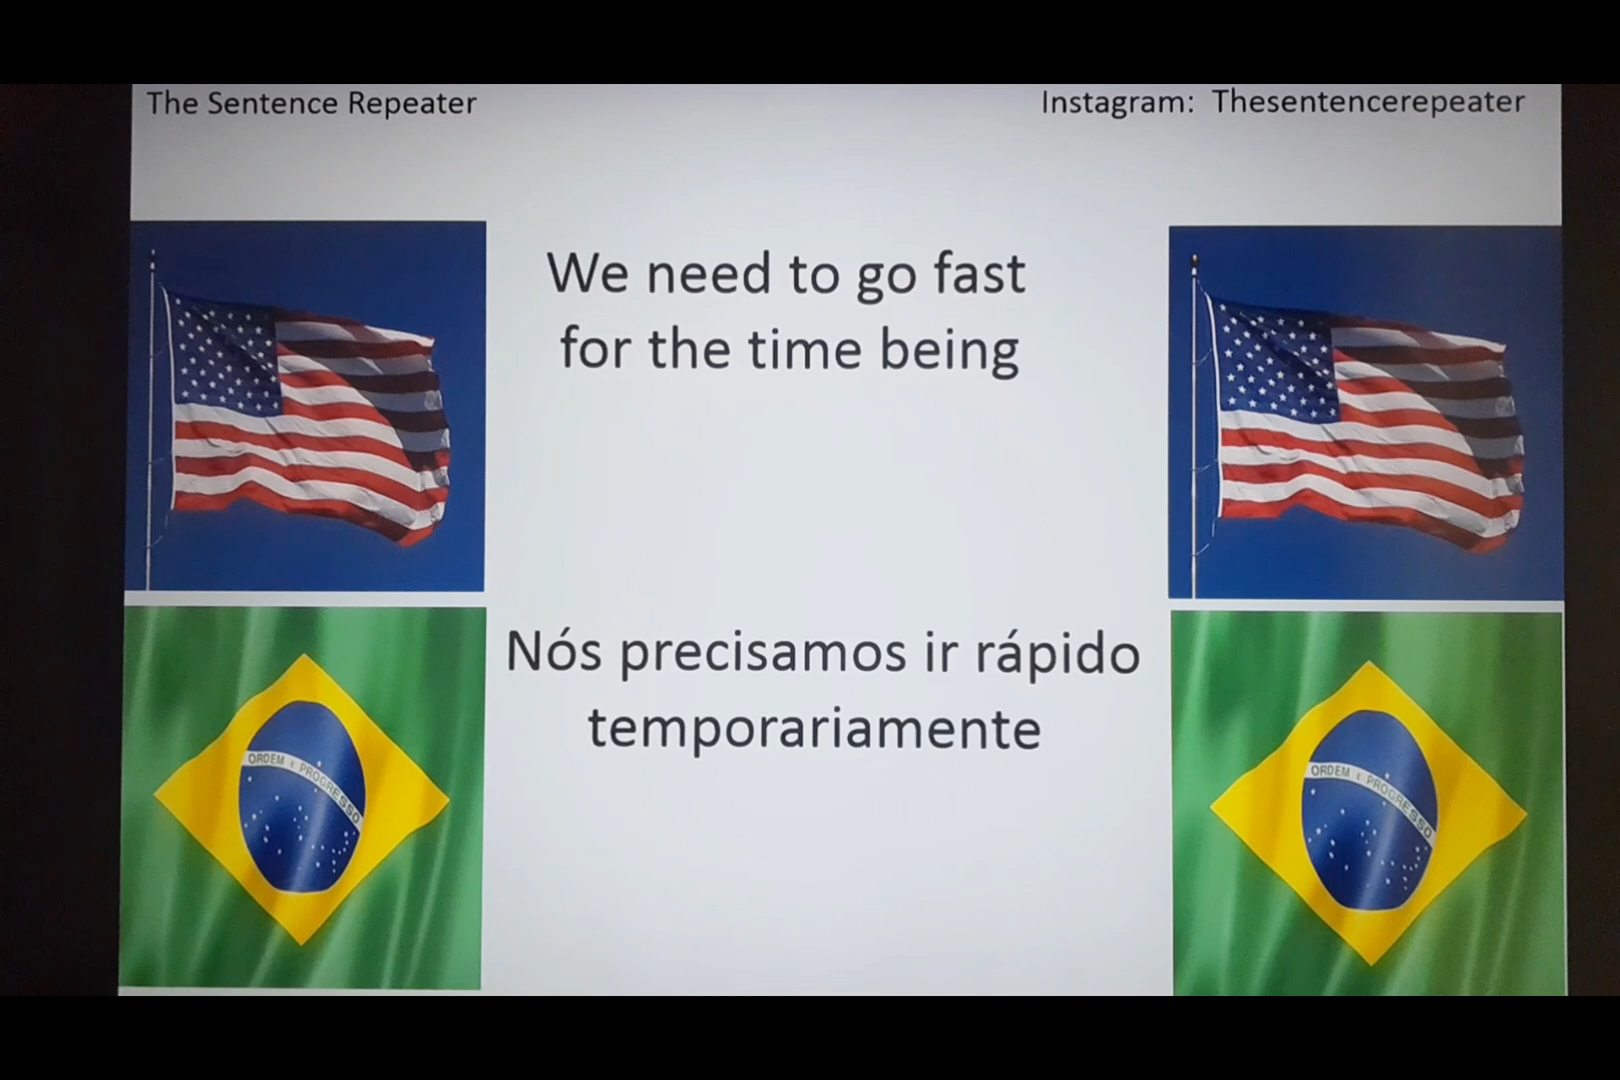 The Sentence Repeater
Instagram: Thesentencerepeater
We need to go fast
for the time being
Nós precisamos ir rápido
temporariamente
ORDEM E PROGRESSO
ORDEM E PROGRESSO